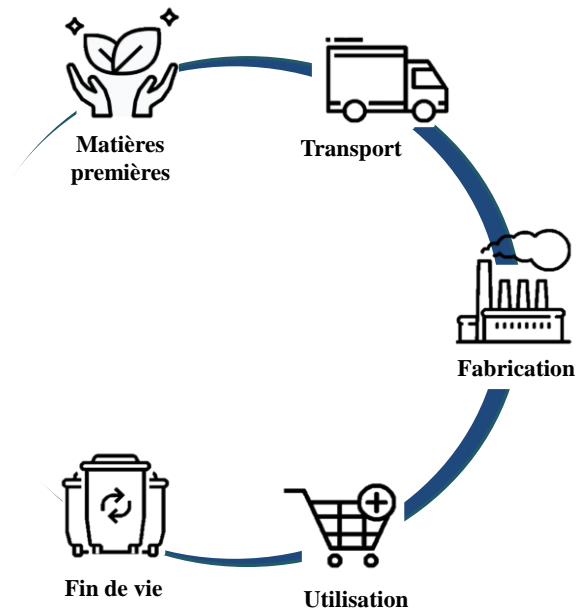 Matières
premières
Transport
Fabrication
Utilisation
Fin de vie